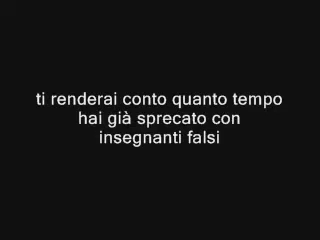 ti renderai conto quanto tempo
hai già sprecato con
insegnanti falsi